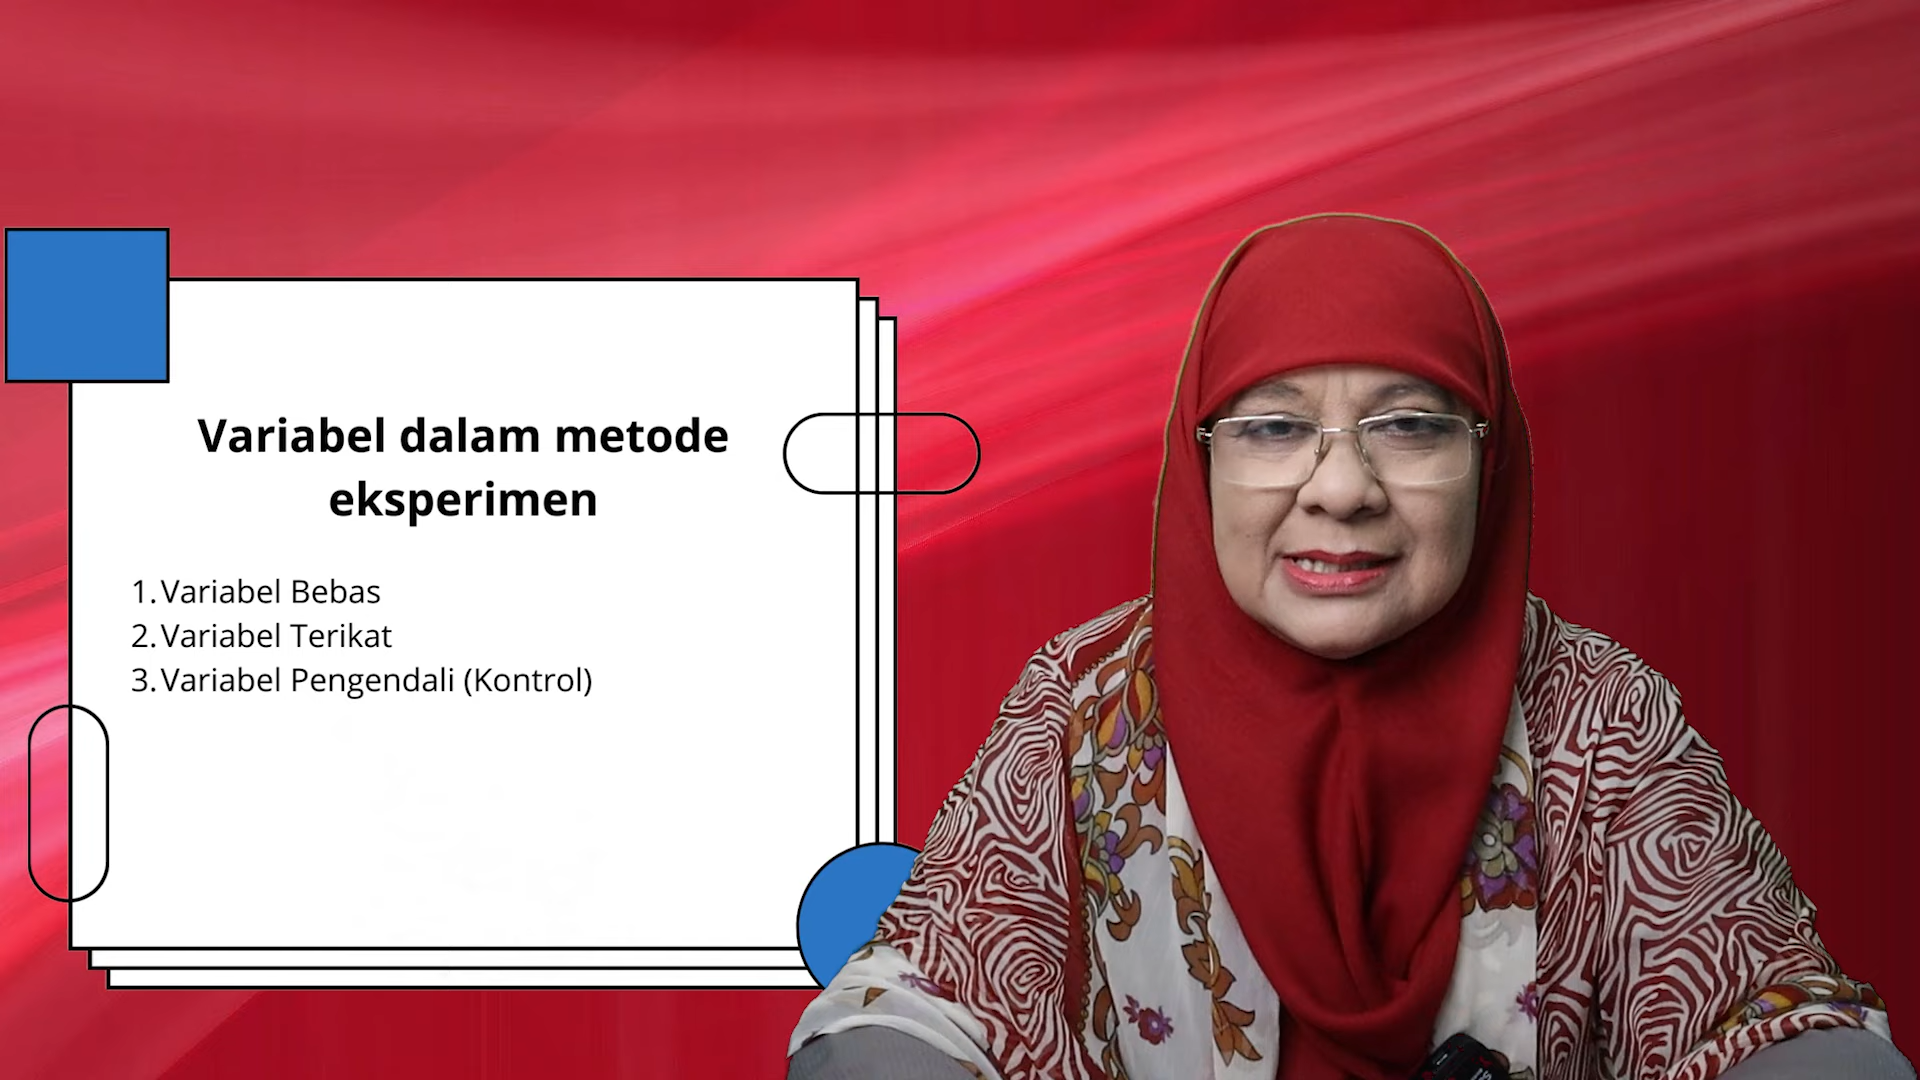 Variabel dalam metode
eksperimen
1. Variabel Bebas
2. Variabel Terikat
3. Variabel Pengendali (Kontrol)